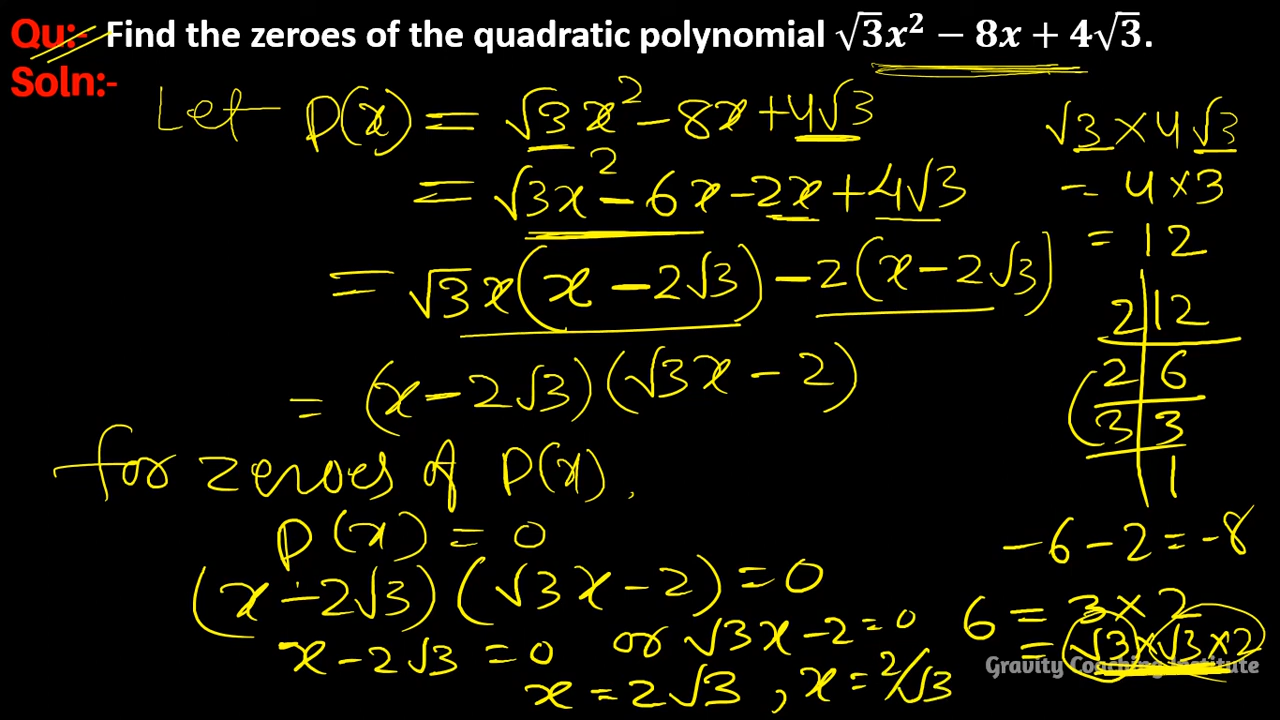 Qu:- Find the zeroes of the quadratic polynomial √3x² − 8x + 4√3.
Soln:-
Let P(x) = √3 x² − 8x + 4√3
= √3x² − 6x − 2x + 4√3
= √3 x(x − 2√3) − 2(x − 2√3)
= (x − 2√3)(√3x − 2)
for zeroes of P(x),
P(x) = 0
(x − 2√3)(√3x − 2) = 0
x − 2√3 = 0 or √3x − 2 = 0
x = 2√3 , x = 2/√3
√3 × 4√3
= 4 × 3
= 12
2 | 12
2 | 6
3 | 3
1
−6 − 2 = −8
6 = 3 × 2
= √3 × √3 × 2
Gravity Coaching Institute